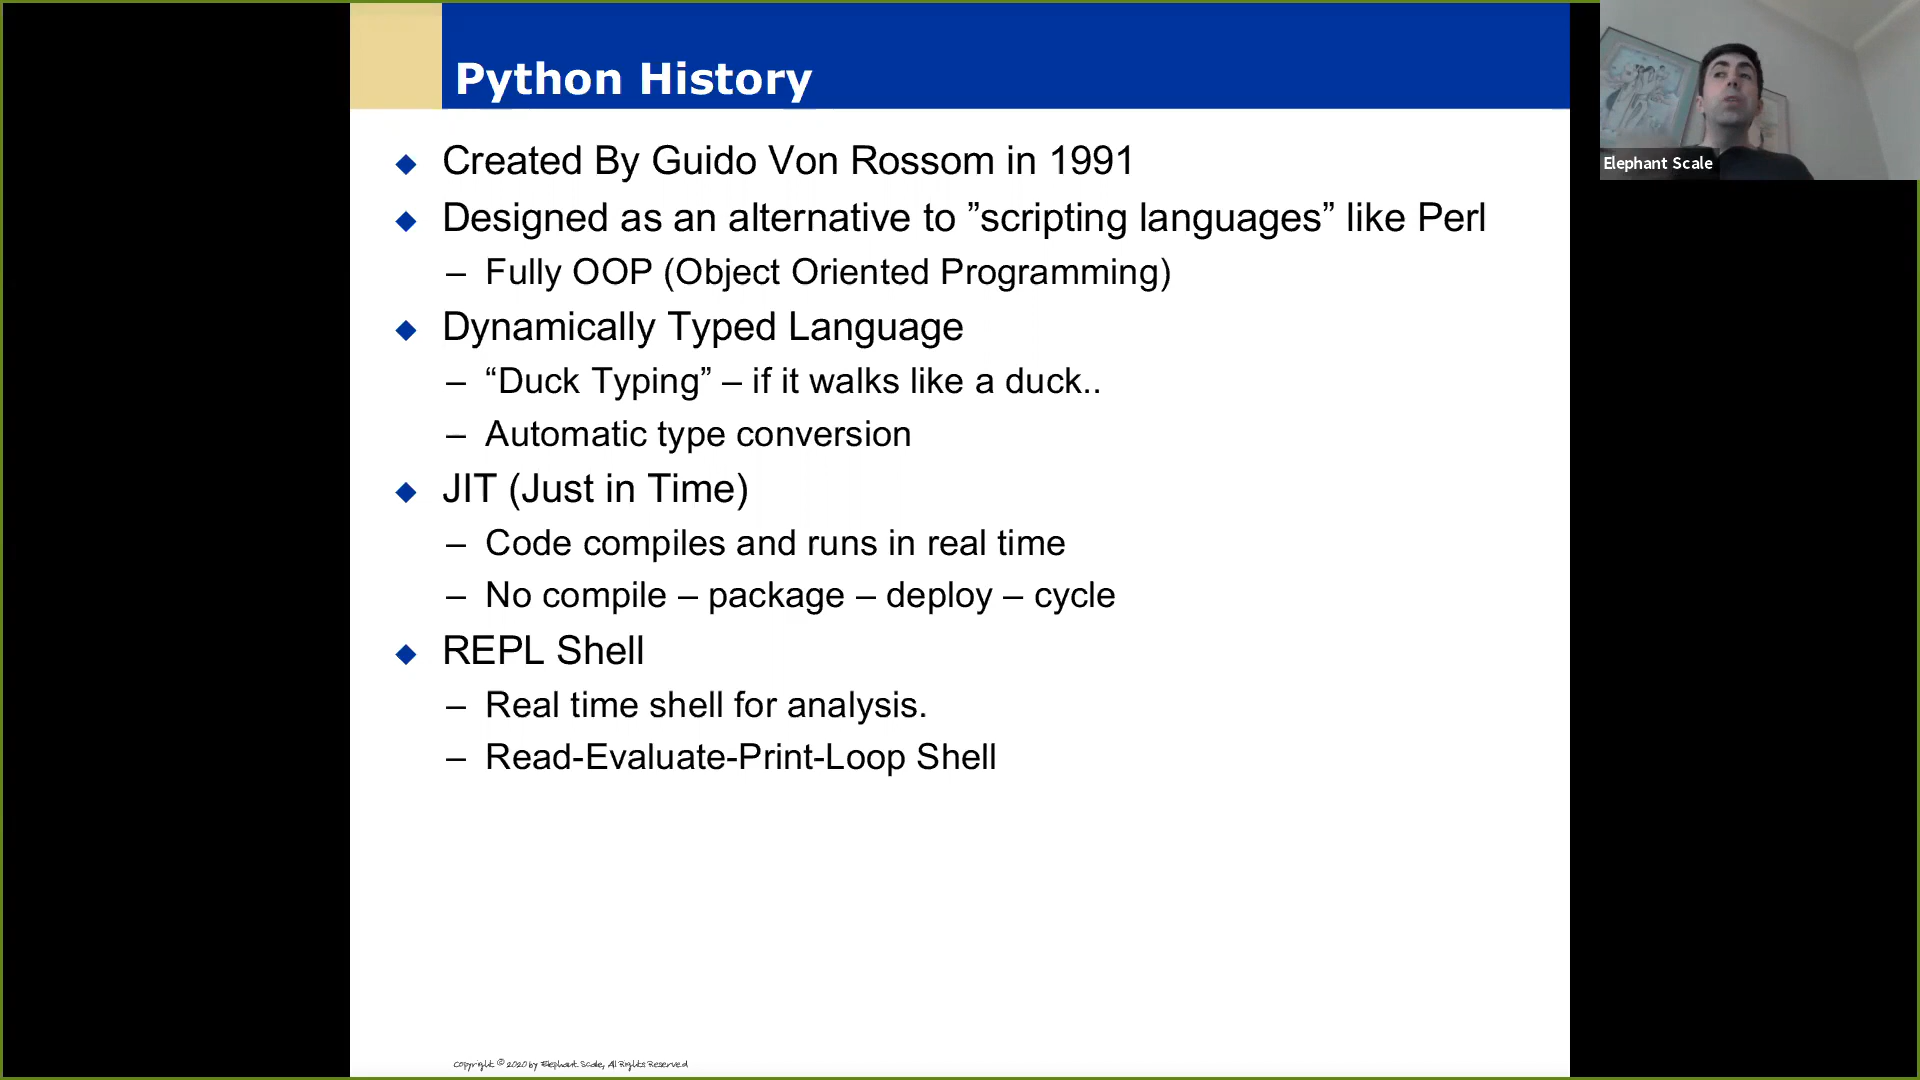 Python History
Created By Guido Von Rossom in 1991
Designed as an alternative to ”scripting languages” like Perl
– Fully OOP (Object Oriented Programming)
Dynamically Typed Language
– “Duck Typing” – if it walks like a duck..
– Automatic type conversion
JIT (Just in Time)
– Code compiles and runs in real time
– No compile – package – deploy – cycle
REPL Shell
– Real time shell for analysis.
– Read-Evaluate-Print-Loop Shell
Copyright © 2020 by Elephant Scale, All Rights Reserved
Elephant Scale